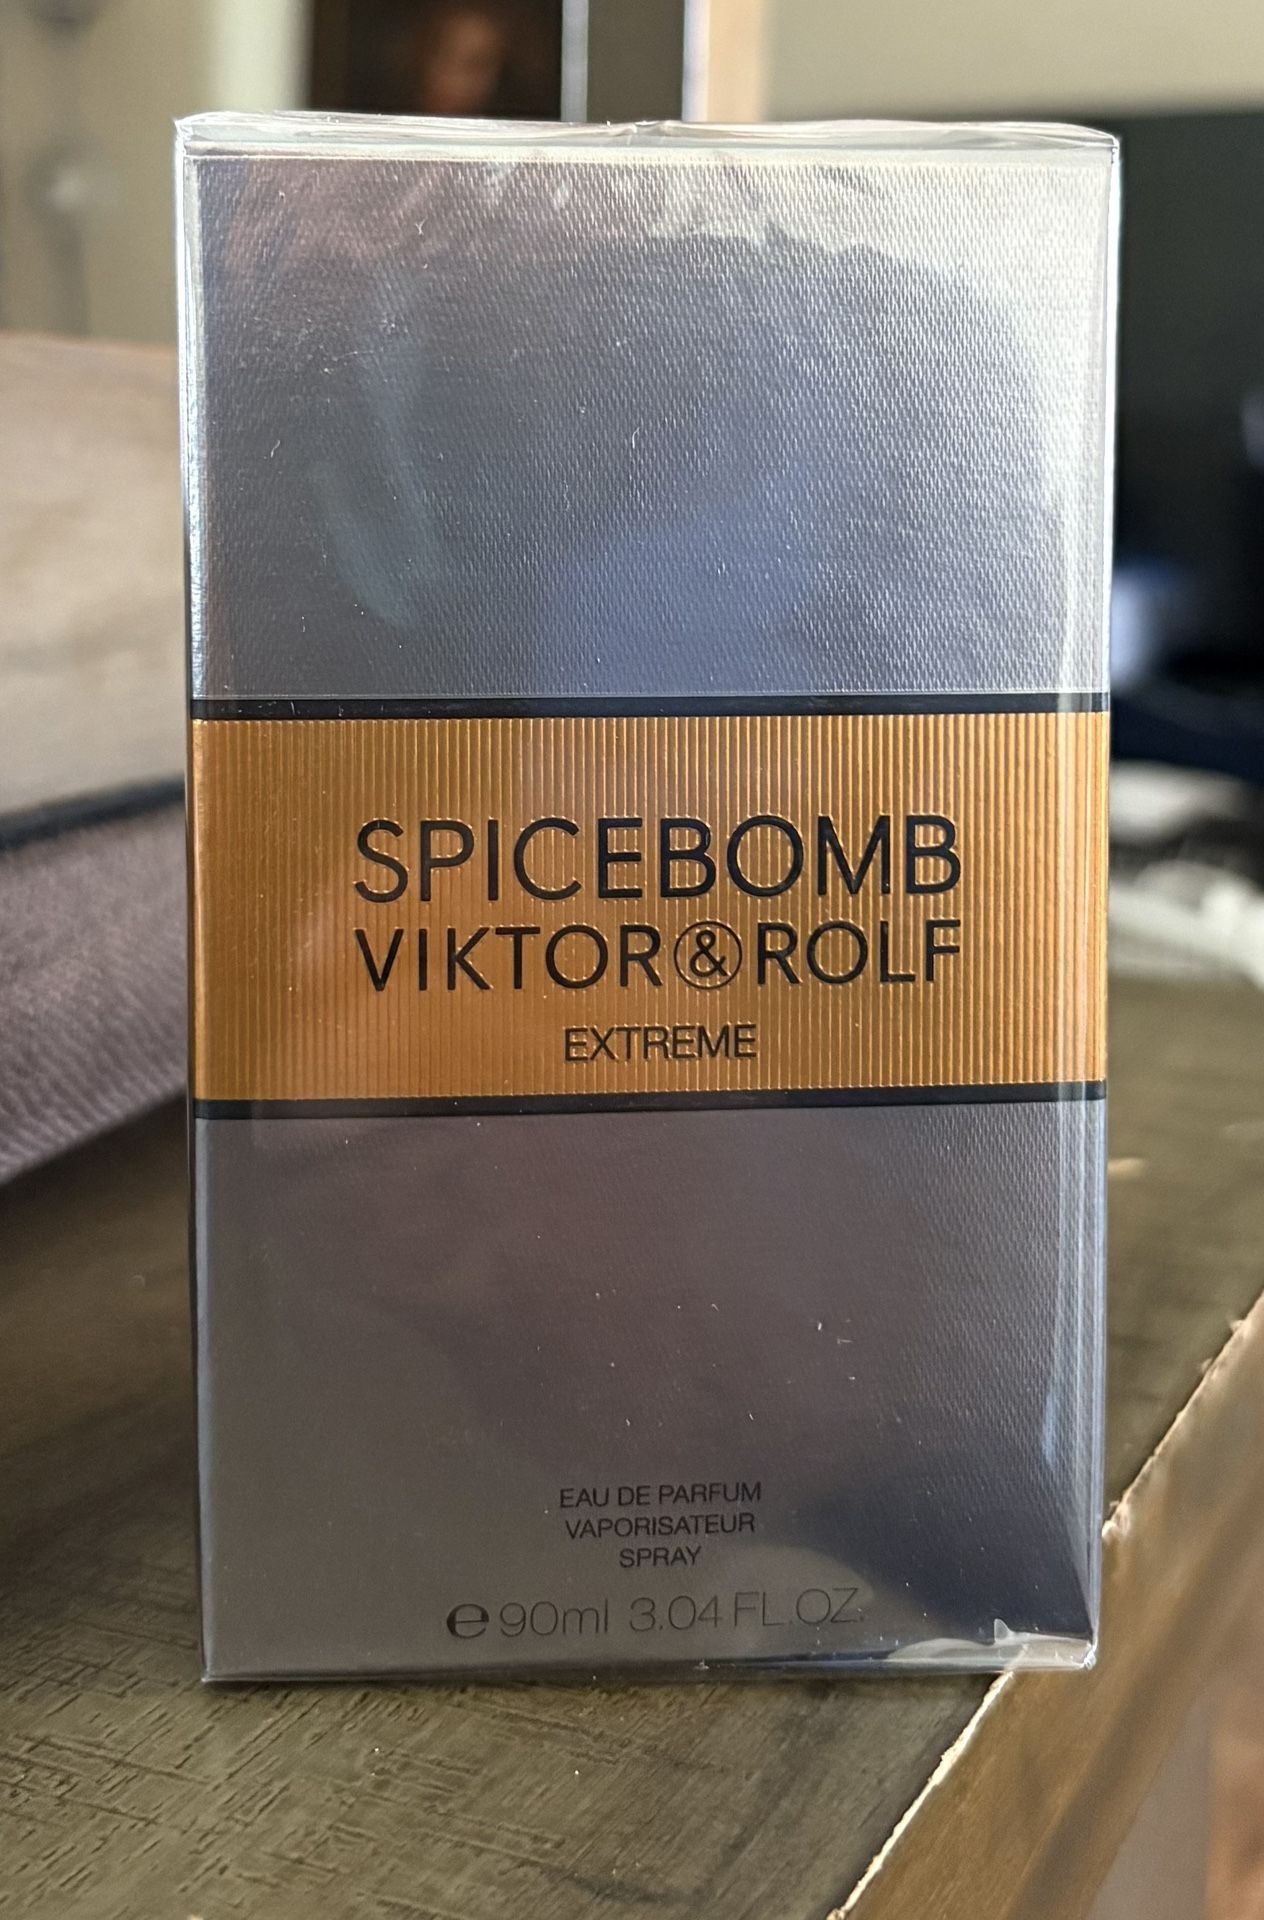 SPICEBOMB
VIKTOR&ROLF
EXTREME
EAU DE PARFUM
VAPORISATEUR
SPRAY
℮90ml 3.04 FL.OZ.